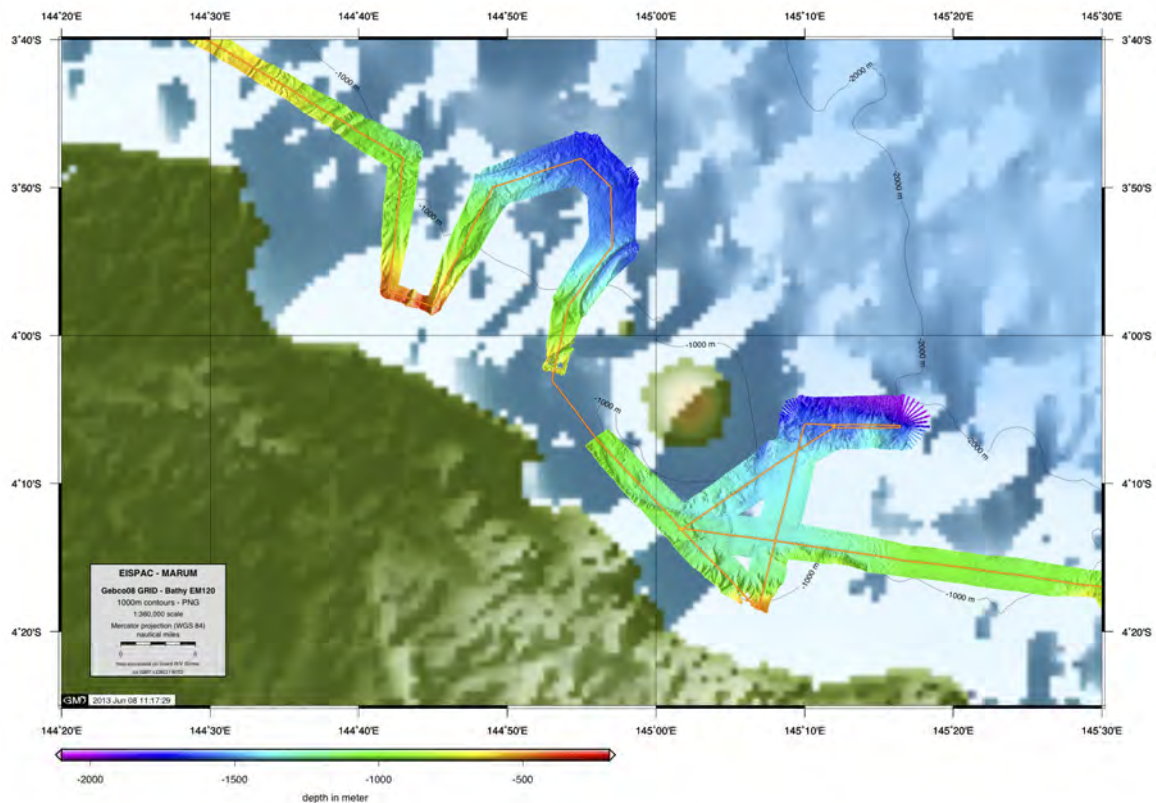 144˚20'E 144˚30'E 144˚40'E 144˚50'E 145˚00'E 145˚10'E 145˚20'E 145˚30'E
3˚40'S 3˚40'S
-1000 m
-2000 m
-2000 m
3˚50'S 3˚50'S
-1000 m
4˚00'S 4˚00'S
-1000 m
-2000 m
-1000 m
-2000 m
4˚10'S 4˚10'S
-1000 m
-1000 m
4˚20'S 4˚20'S
EISPAC - MARUM
Gebco08 GRID - Bathy EM120
1000m contours - PNG
1:360,000 scale
Mercator projection (WGS 84)
nautical miles
GMD 2013 Jun 08 11:17:29
144˚20'E 144˚30'E 144˚40'E 144˚50'E 145˚00'E 145˚10'E 145˚20'E 145˚30'E
-2000 -1500 -1000 -500
depth in meter